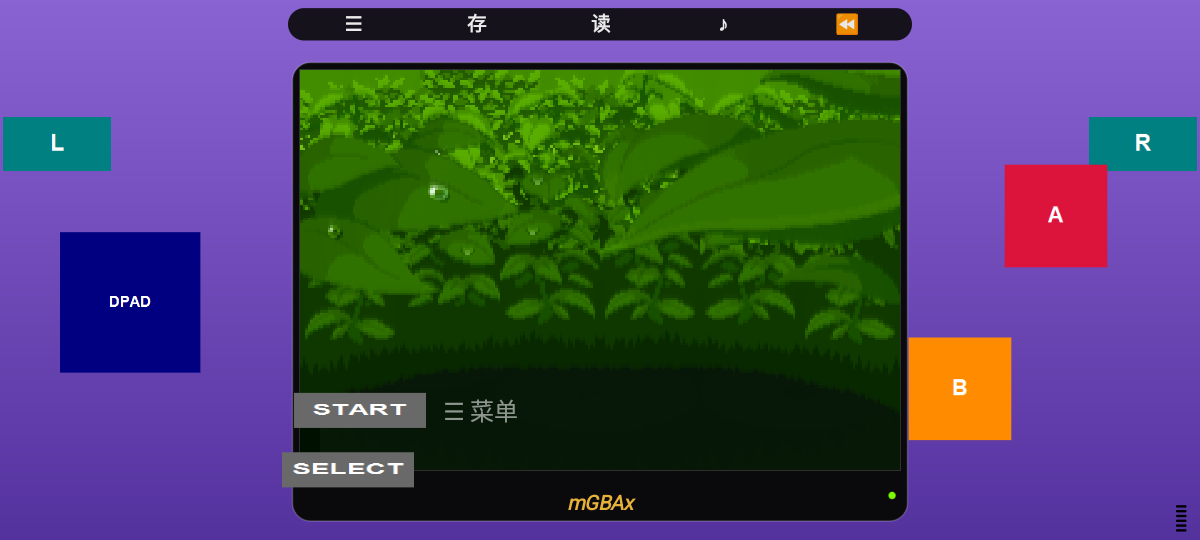 ☰ 存 读 ♪ ⏪
L
R
A
DPAD
B
START ☰ 菜单
SELECT
mGBAx